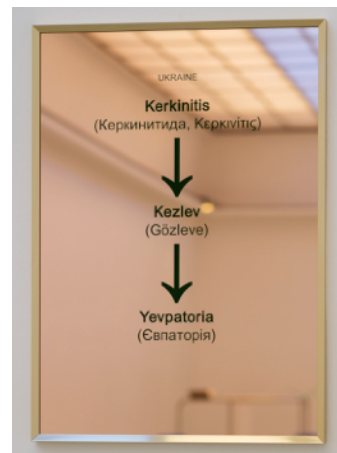 UKRAINE
Kerkinitis
(Керкинитида, Κερκινίτις)
Kezlev
(Gözleve)
Yevpatoria
(Євпаторія)